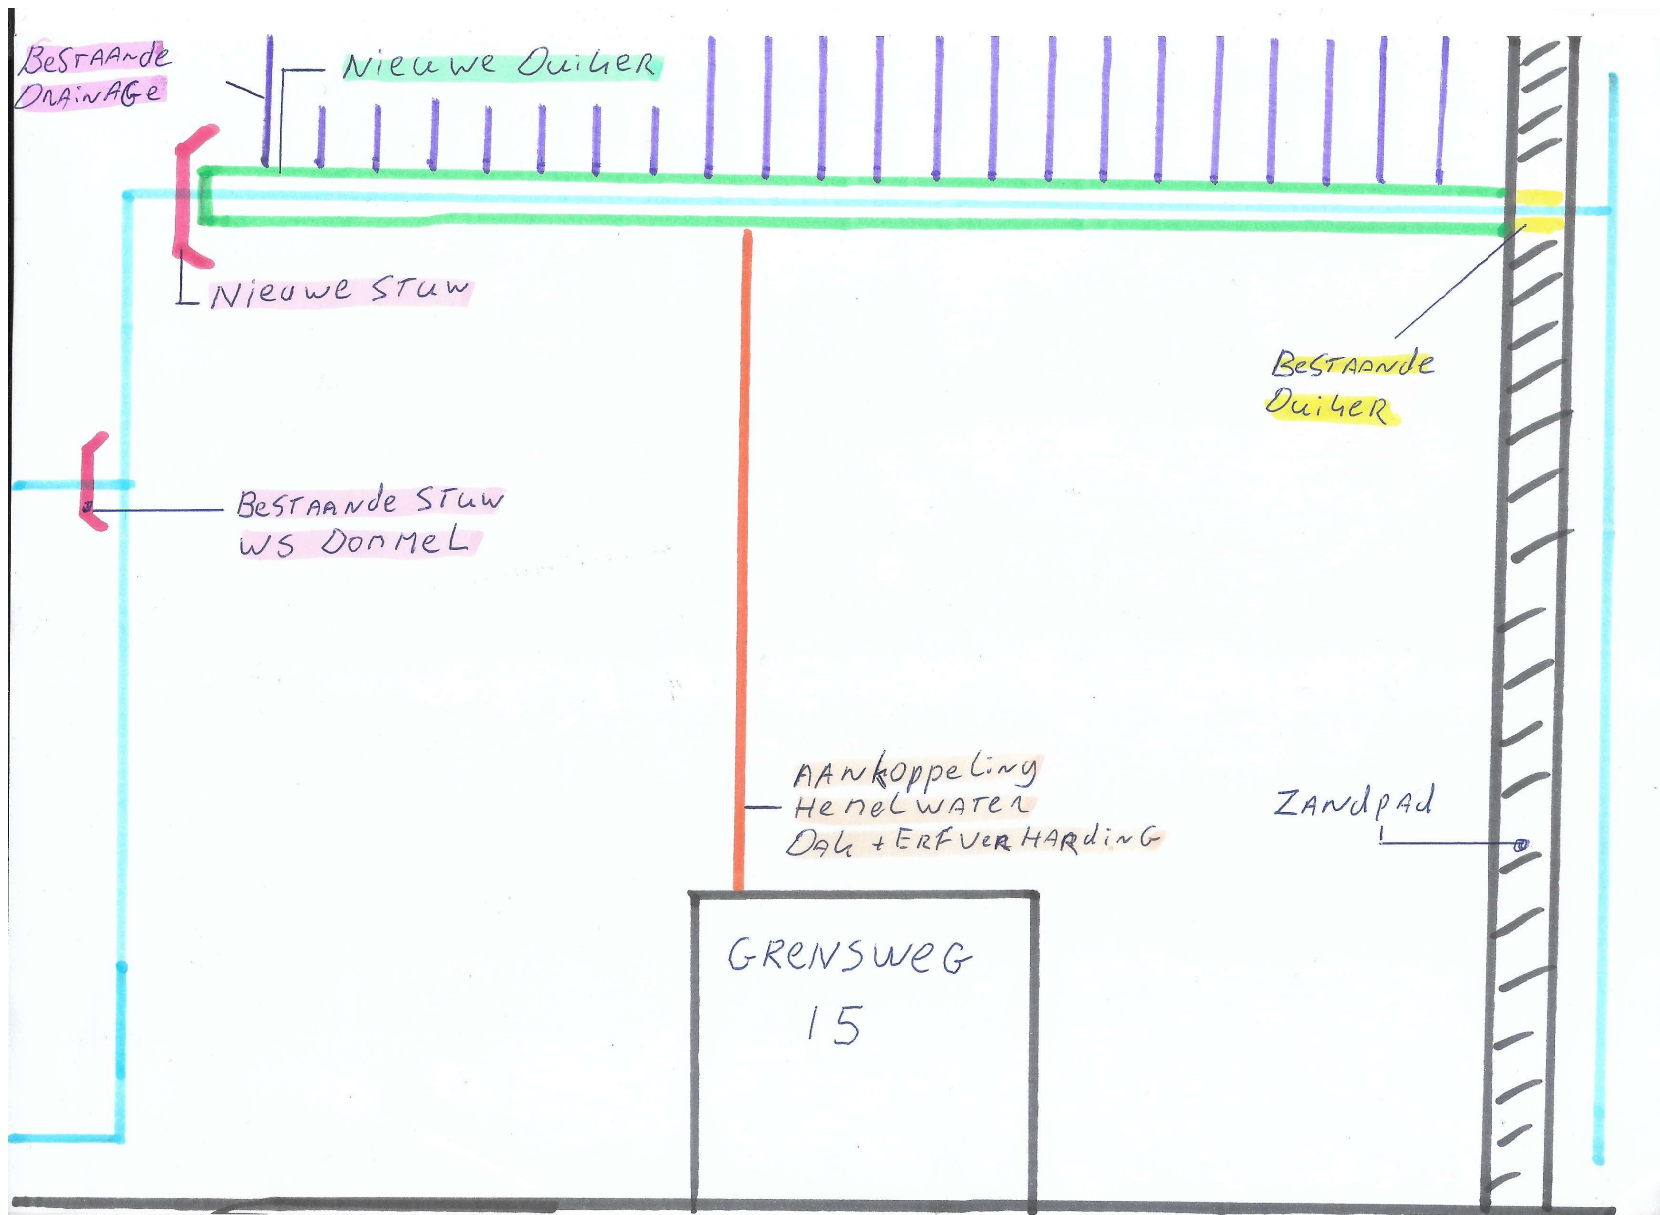 BESTAANde
DRAINAGe
Nieuwe DuikeR
Nieuwe STuw
BeSTAANde
DuikeR
BeSTAANde STuw
WS DOMMeL
AANkoppeLiNg
HeMeLWATeR
DAk + ERFVeRHARdiNG
ZANdpAd
GReNSweG
15